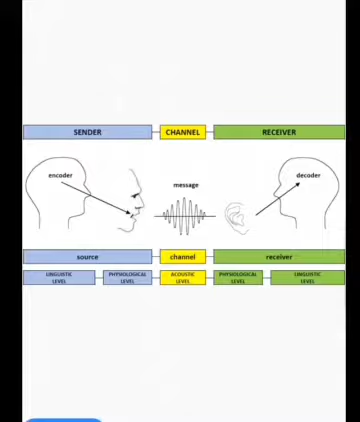 SENDER CHANNEL RECEIVER
encoder decoder
message
source channel receiver
LINGUISTIC PHYSIOLOGICAL ACOUSTIC PHYSIOLOGICAL LINGUISTIC
LEVEL LEVEL LEVEL LEVEL LEVEL